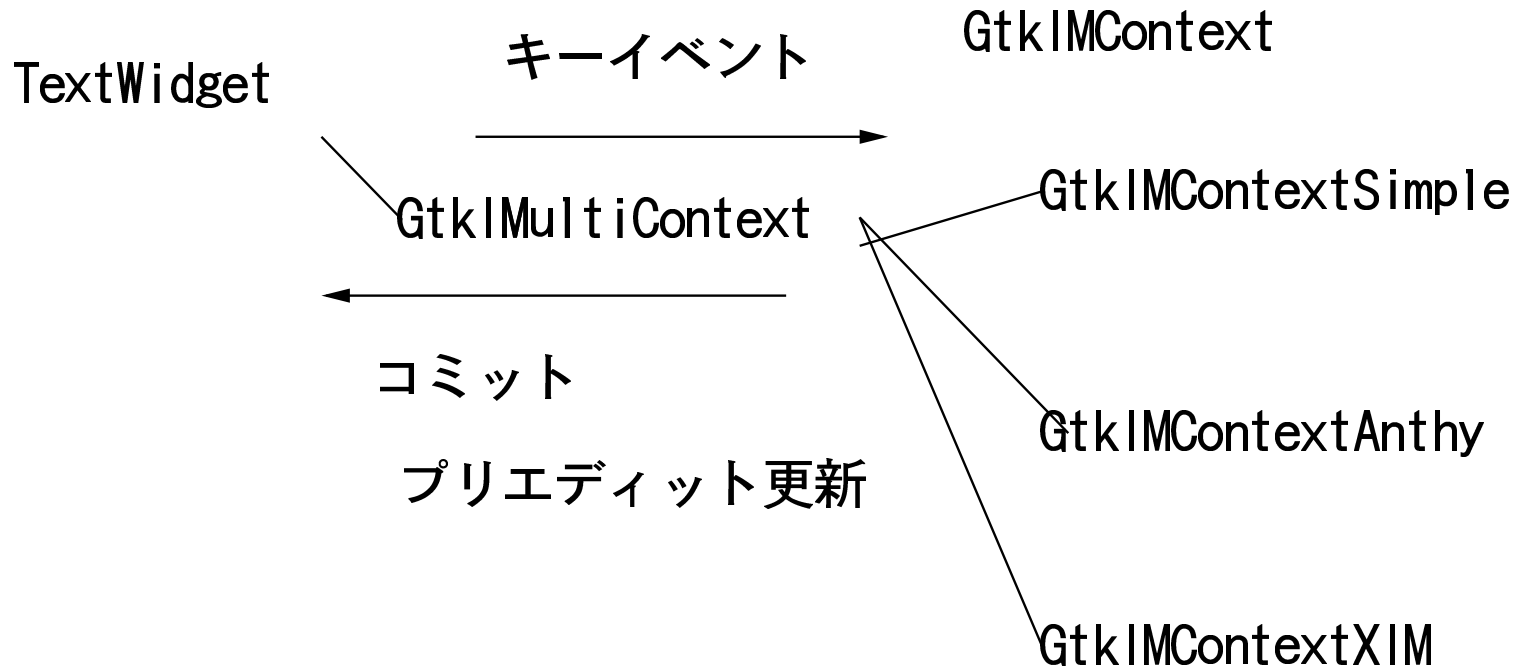 GtkIMContext
キーイベント
TextWidget
GtkIMContextSimple
GtkIMultiContext
コミット
GtkIMContextAnthy
プリエディット更新
GtkIMContextXIM